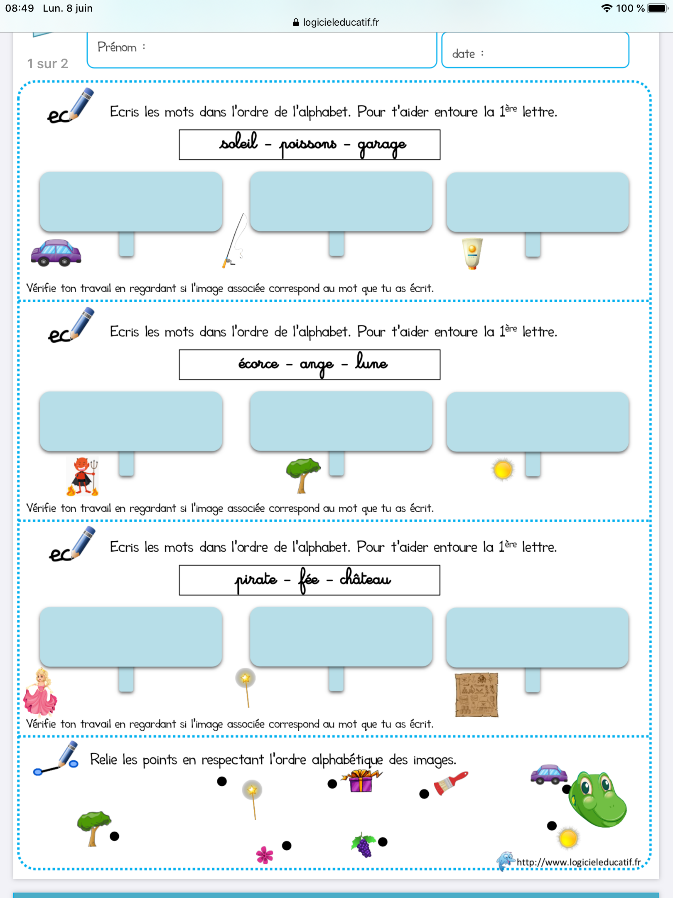 08:49 Lun. 8 juin
100 %
logicieleducatif.fr
1 sur 2
Prénom :
date :
ec
Ecris les mots dans l'ordre de l'alphabet. Pour t'aider entoure la 1ère lettre.
soleil - poissons - garage
Vérifie ton travail en regardant si l'image associée correspond au mot que tu as écrit.
ec
Ecris les mots dans l'ordre de l'alphabet. Pour t'aider entoure la 1ère lettre.
écorce - ange - lune
Vérifie ton travail en regardant si l'image associée correspond au mot que tu as écrit.
ec
Ecris les mots dans l'ordre de l'alphabet. Pour t'aider entoure la 1ère lettre.
pirate - fée - château
Vérifie ton travail en regardant si l'image associée correspond au mot que tu as écrit.
Relie les points en respectant l'ordre alphabétique des images.
http://www.logicieleducatif.fr